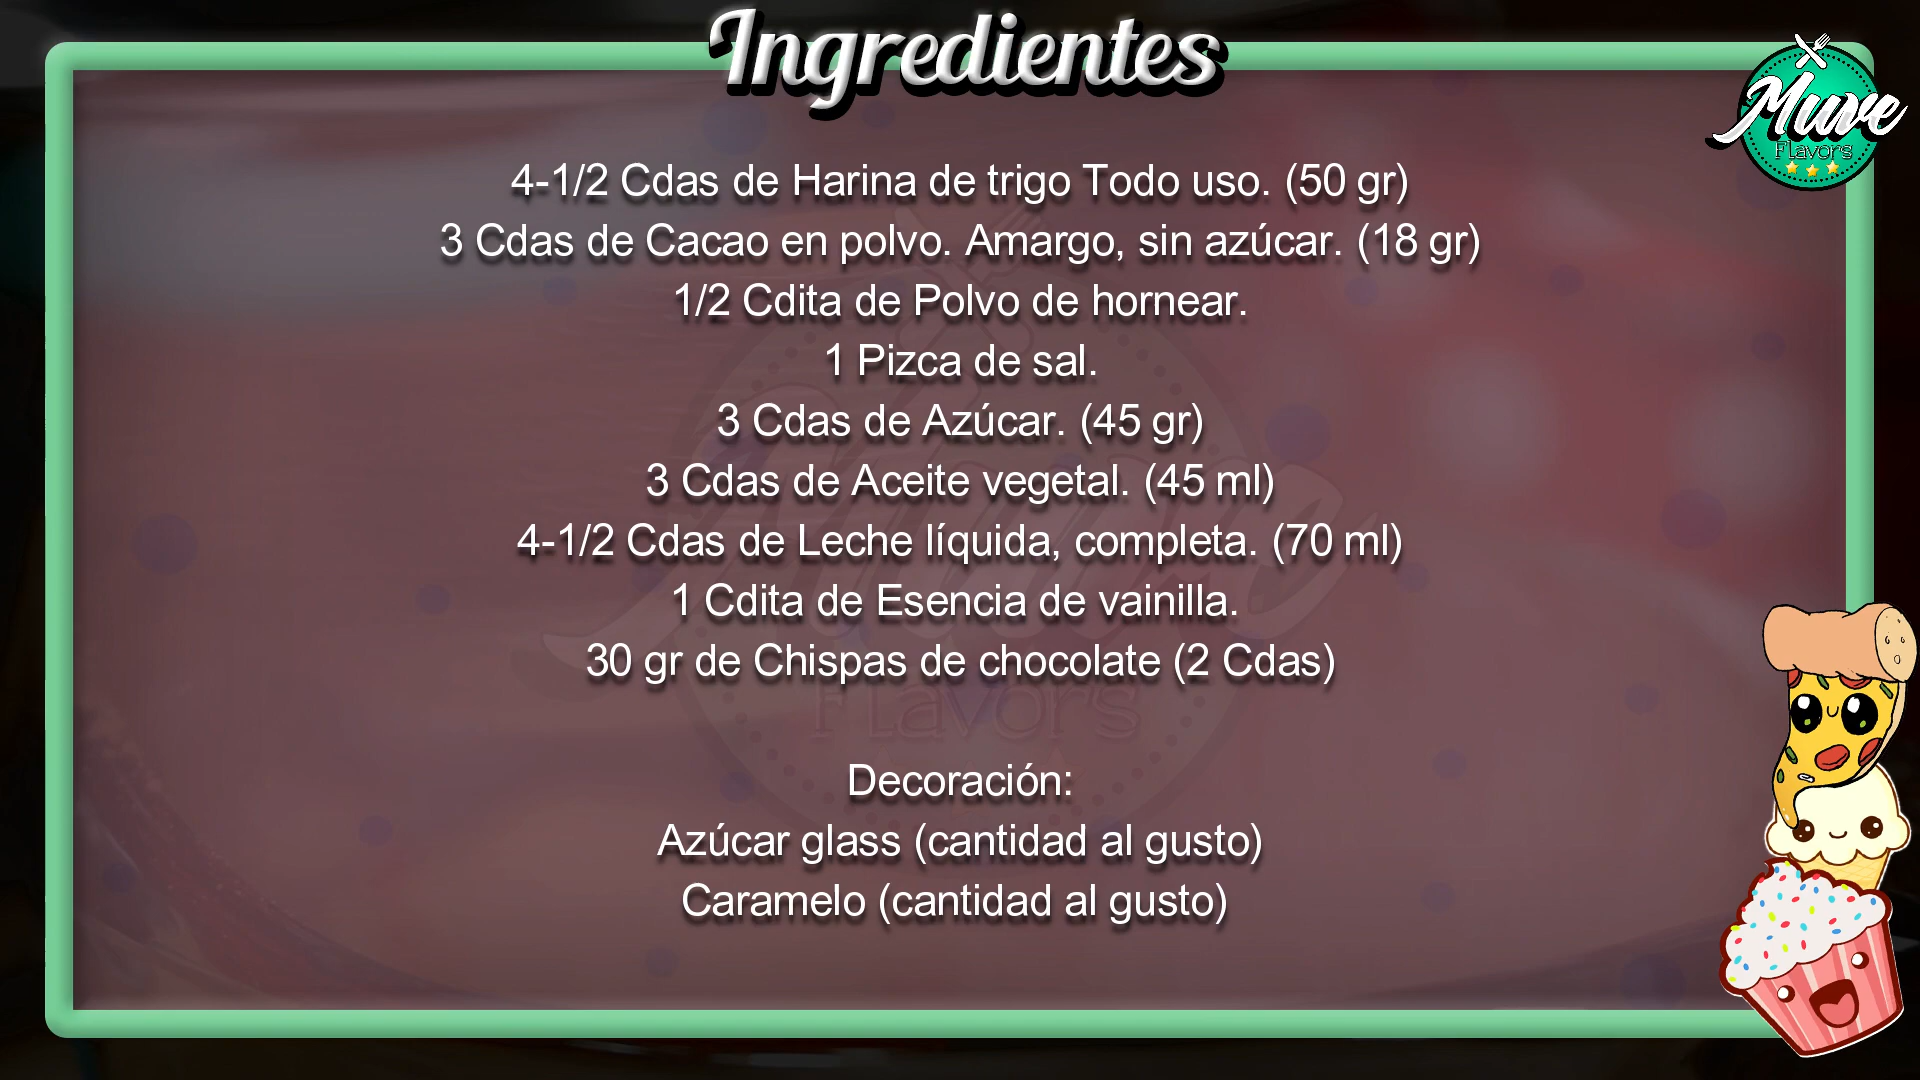 Ingredientes
Muve
Flavors
4-1/2 Cdas de Harina de trigo Todo uso. (50 gr)
3 Cdas de Cacao en polvo. Amargo, sin azúcar. (18 gr)
1/2 Cdita de Polvo de hornear.
1 Pizca de sal.
3 Cdas de Azúcar. (45 gr)
3 Cdas de Aceite vegetal. (45 ml)
4-1/2 Cdas de Leche líquida, completa. (70 ml)
1 Cdita de Esencia de vainilla.
30 gr de Chispas de chocolate (2 Cdas)
Flavors
Decoración:
Azúcar glass (cantidad al gusto)
Caramelo (cantidad al gusto)